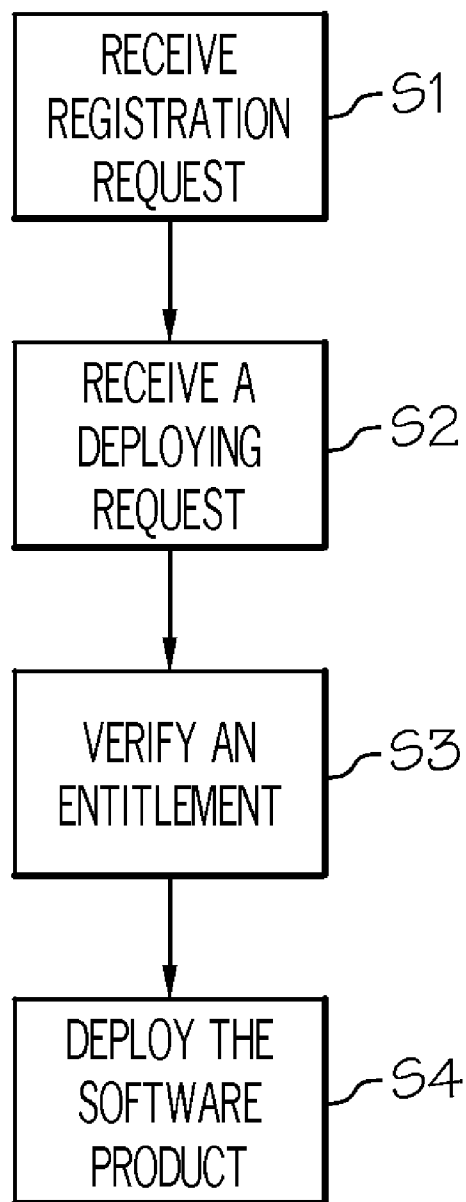 RECEIVE
REGISTRATION
REQUEST
S1
RECEIVE A
DEPLOYING
REQUEST
S2
VERIFY AN
ENTITLEMENT
S3
DEPLOY THE
SOFTWARE
PRODUCT
S4